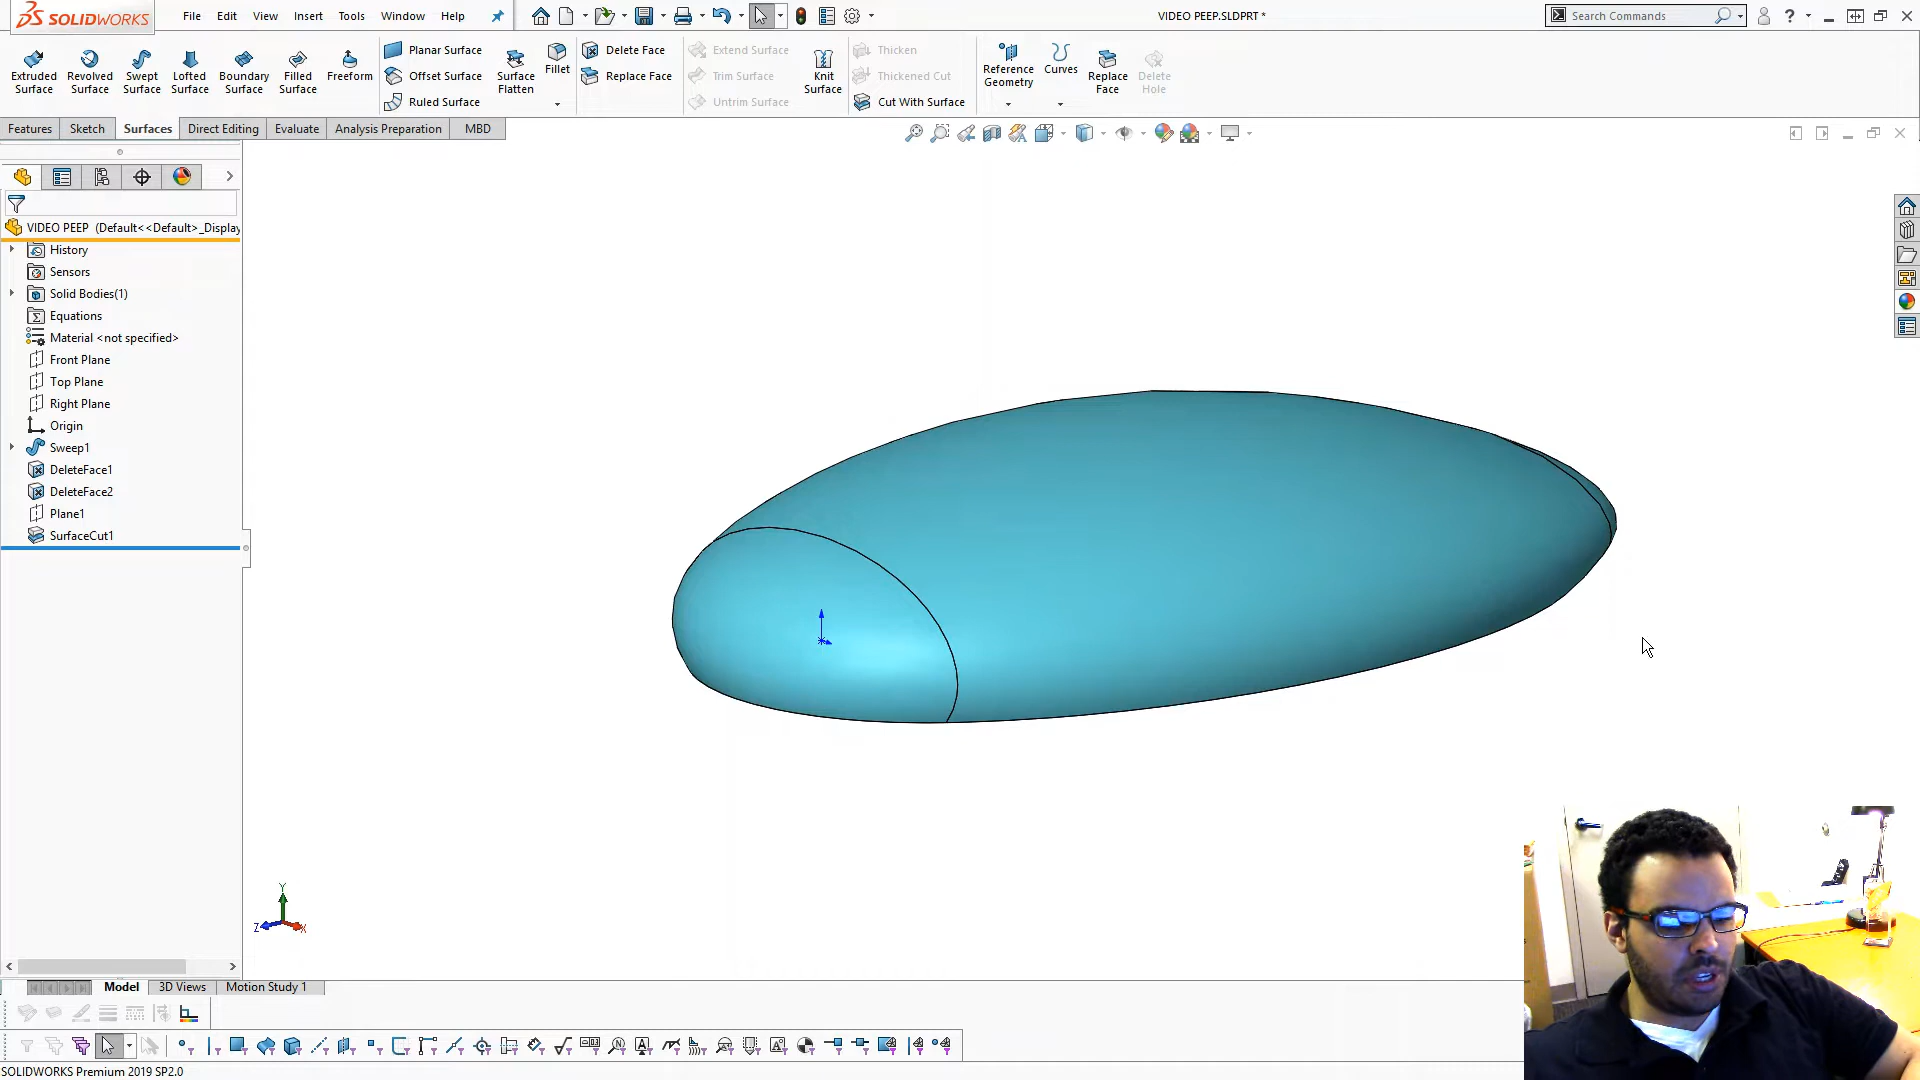 SOLIDWORKS File Edit View Insert Tools Window Help VIDEO PEEP.SLDPRT * Search Commands
Extruded Surface
Revolved Surface
Swept Surface
Lofted Surface
Boundary Surface
Filled Surface
Freeform
Planar Surface
Offset Surface
Ruled Surface
Surface Flatten
Fillet
Delete Face
Replace Face
Extend Surface
Trim Surface
Untrim Surface
Knit Surface
Thicken
Thickened Cut
Cut With Surface
Reference Geometry
Curves
Replace Face
Delete Hole
Features Sketch Surfaces Direct Editing Evaluate Analysis Preparation MBD
VIDEO PEEP (Default<<Default>_Display
History
Sensors
Solid Bodies(1)
Equations
Material <not specified>
Front Plane
Top Plane
Right Plane
Origin
Sweep1
DeleteFace1
DeleteFace2
Plane1
SurfaceCut1
Y
Z X
Model 3D Views Motion Study 1
SOLIDWORKS Premium 2019 SP2.0